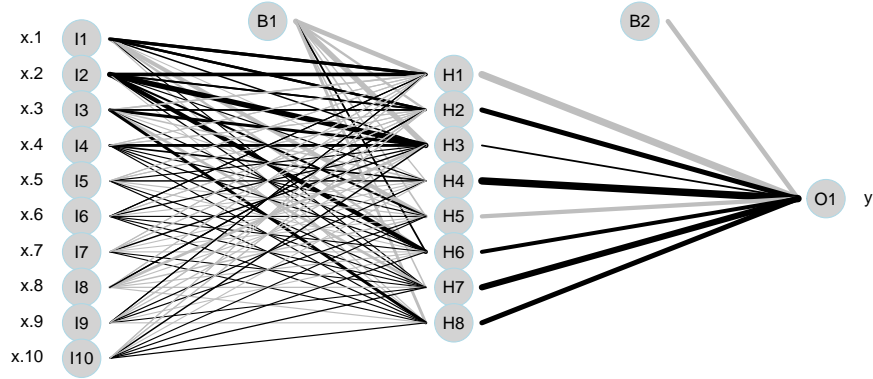 B1 B2
x.1 I1
x.2 I2 H1
x.3 I3 H2
x.4 I4 H3
x.5 I5 H4
O1 y
x.6 I6 H5
x.7 I7 H6
x.8 I8 H7
x.9 I9 H8
x.10 I10